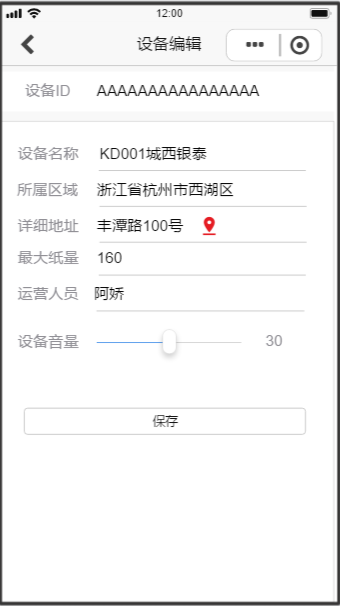 12:00
设备编辑
设备ID AAAAAAAAAAAAAAAA
设备名称 KD001城西银泰
所属区域 浙江省杭州市西湖区
详细地址 丰潭路100号
最大纸量 160
运营人员 阿娇
设备音量 30
保存